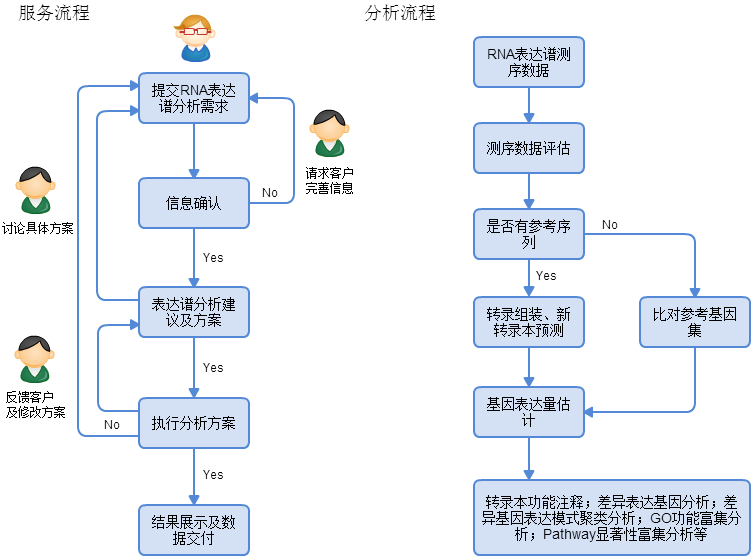 服务流程
提交RNA表达
谱分析需求
请求客户
完善信息
No
信息确认
讨论具体方案
Yes
表达谱分析建
议及方案
Yes
反馈客户
及修改方案
执行分析方案
No
Yes
结果展示及数
据交付
分析流程
RNA表达谱测
序数据
测序数据评估
是否有参考序
列
No
Yes
转录组装、新
转录本预测
比对参考基因
集
基因表达量估
计
转录本功能注释；差异表达基因分析；差
异基因表达模式聚类分析；GO功能富集分
析；Pathway显著性富集分析等